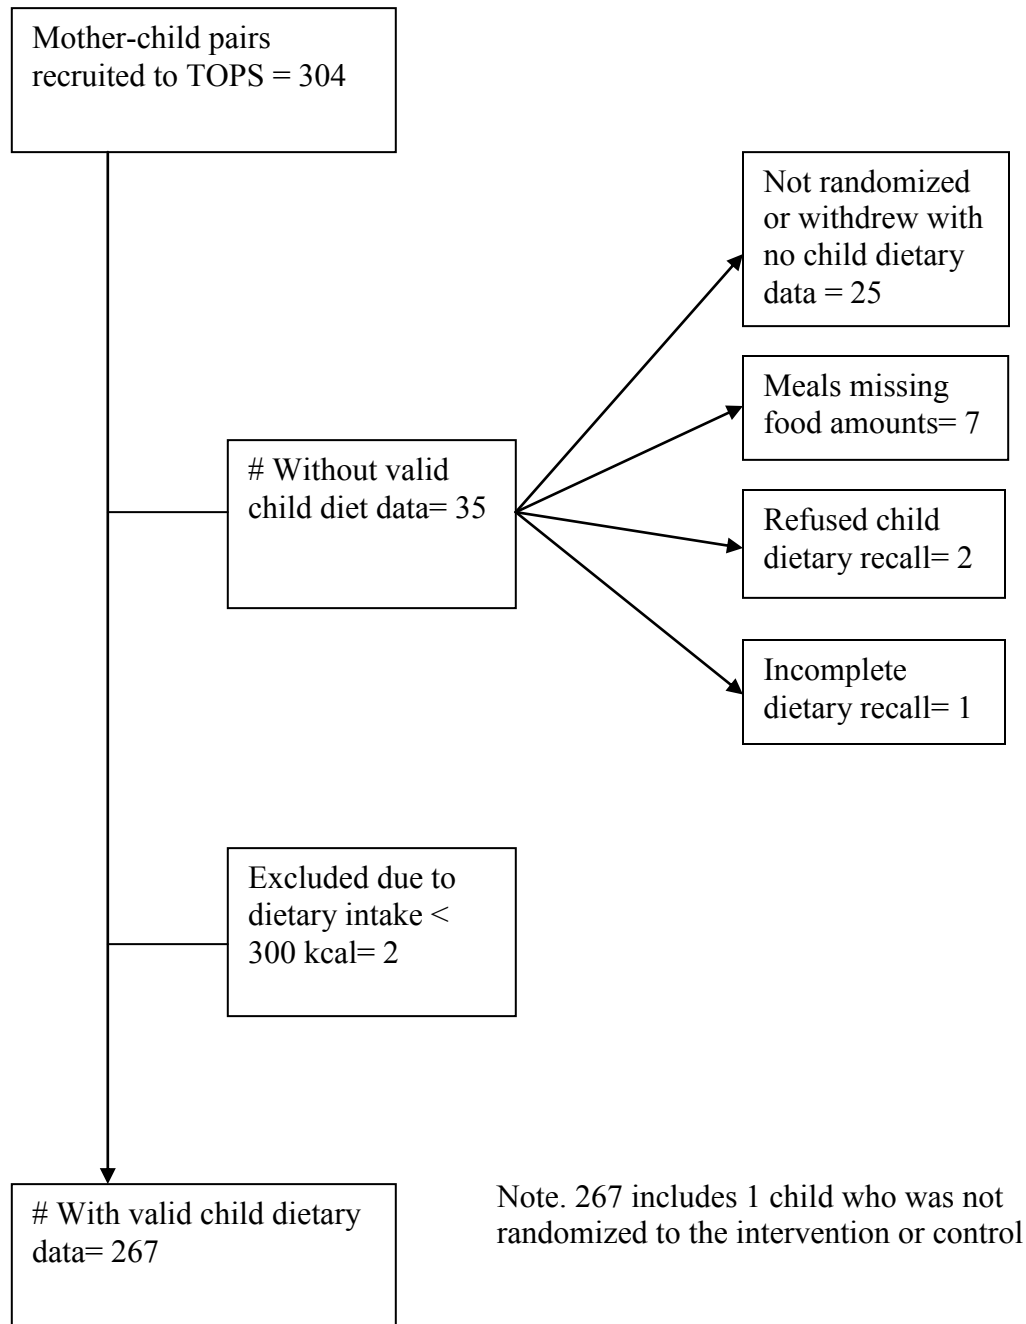 Mother-child pairs
recruited to TOPS = 304
Not randomized
or withdrew with
no child dietary
data = 25
Meals missing
food amounts= 7
# Without valid
child diet data= 35
Refused child
dietary recall= 2
Incomplete
dietary recall= 1
Excluded due to
dietary intake <
300 kcal= 2
# With valid child dietary
data= 267
Note. 267 includes 1 child who was not
randomized to the intervention or control